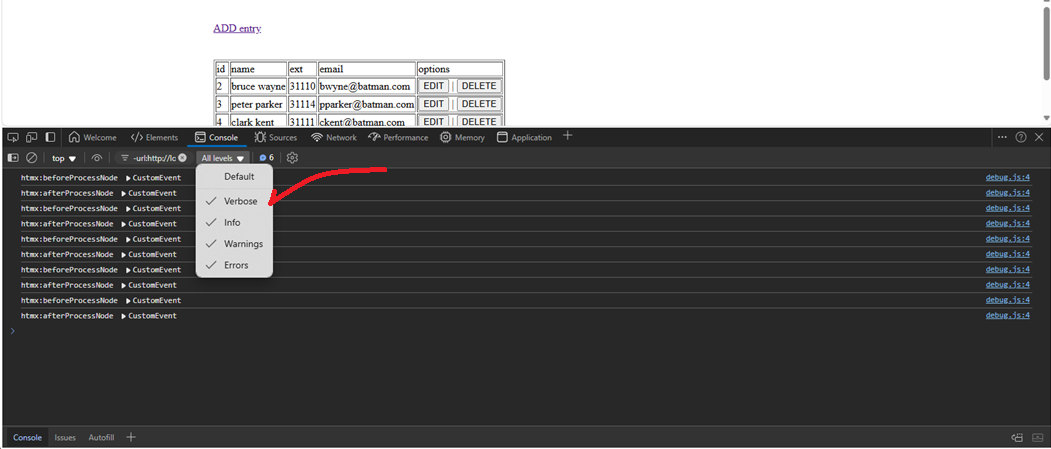 ADD entry
id name ext email options
2 bruce wayne 31110 bwyne@batman.com EDIT | DELETE
3 peter parker 31114 pparker@batman.com EDIT | DELETE
4 clark kent 31111 ckent@batman.com EDIT | DELETE
Welcome Elements Console Sources Network Performance Memory Application
top -url:http://lc All levels 6
Default
Verbose
Info
Warnings
Errors
htmx:beforeProcessNode CustomEvent debug.js:4
htmx:afterProcessNode CustomEvent debug.js:4
htmx:beforeProcessNode CustomEvent debug.js:4
htmx:afterProcessNode CustomEvent debug.js:4
htmx:beforeProcessNode CustomEvent debug.js:4
htmx:afterProcessNode CustomEvent debug.js:4
htmx:beforeProcessNode CustomEvent debug.js:4
htmx:afterProcessNode CustomEvent debug.js:4
htmx:beforeProcessNode CustomEvent debug.js:4
htmx:afterProcessNode CustomEvent debug.js:4
Console Issues Autofill